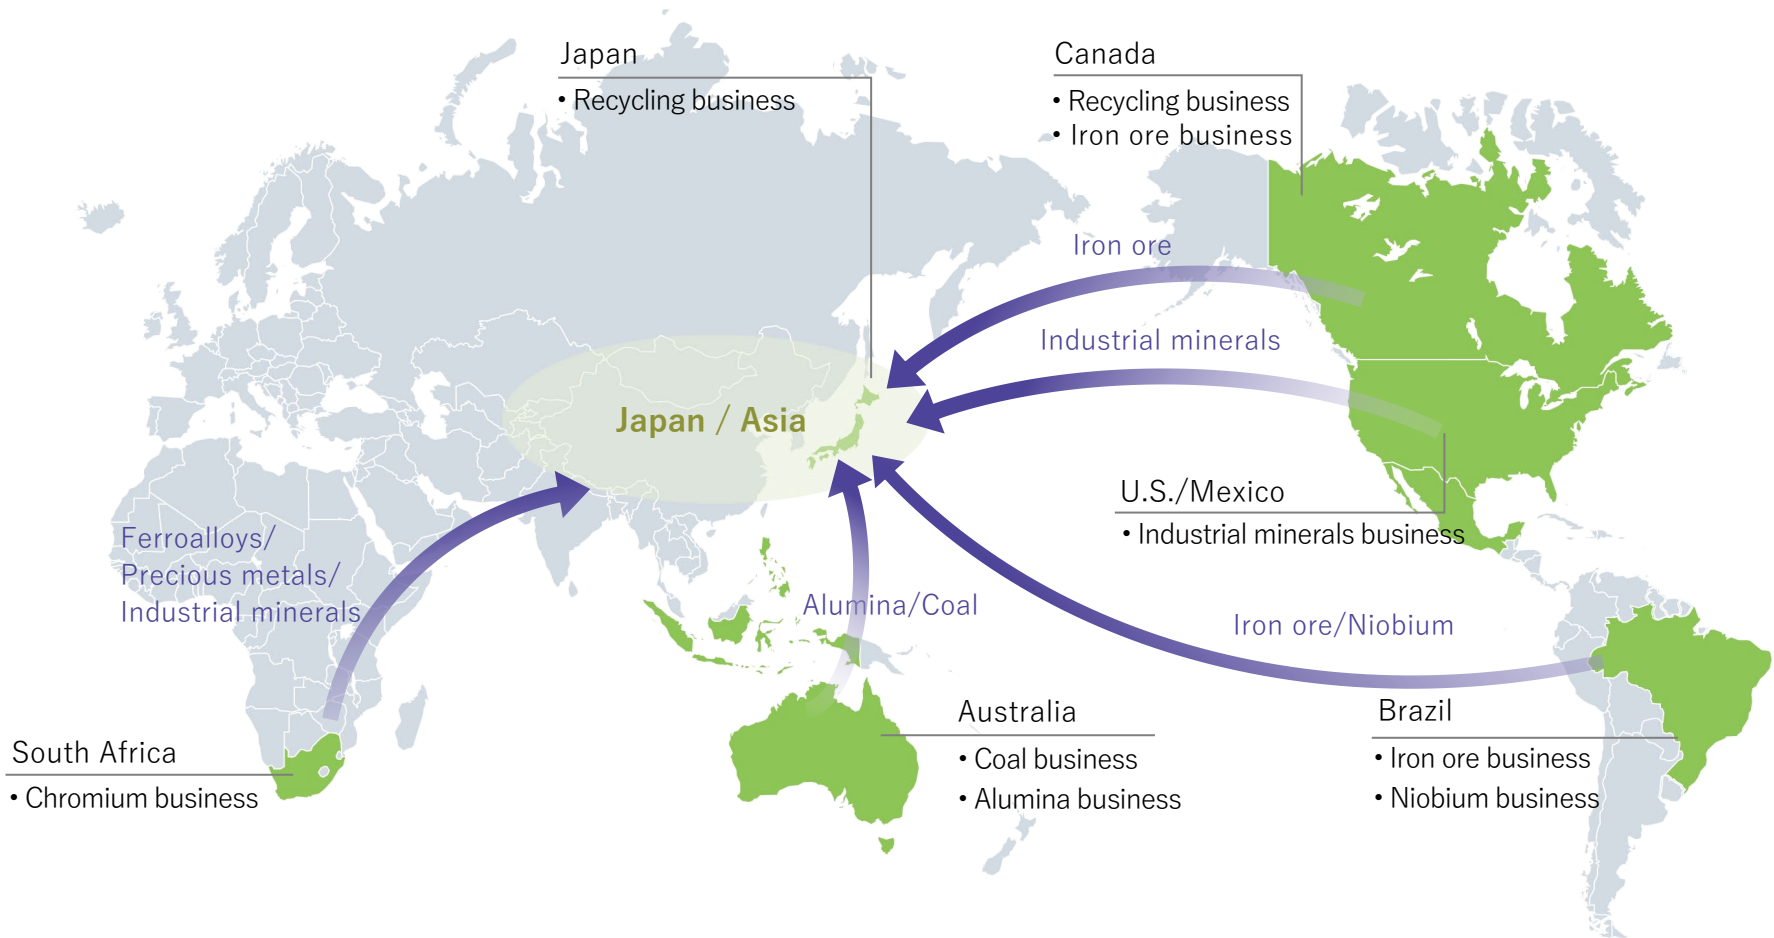 Japan
• Recycling business
Canada
• Recycling business
• Iron ore business
Iron ore
Industrial minerals
Japan / Asia
U.S./Mexico
• Industrial minerals business
Ferroalloys/
Precious metals/
Industrial minerals
Alumina/Coal
Iron ore/Niobium
South Africa
• Chromium business
Australia
• Coal business
• Alumina business
Brazil
• Iron ore business
• Niobium business